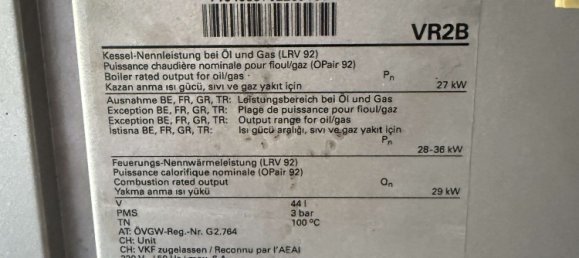 VR2B
Kessel-Nennleistung bei Öl und Gas (LRV 92)
Puissance chaudière nominale pour fioul/gaz (OPair 92)
Boiler rated output for oil/gas Pn
Kazan anma ısı gücü, sıvı ve gaz yakıt için 27 kW
Ausnahme BE, FR, GR, TR: Leistungsbereich bei Öl und Gas
Exception BE, FR, GR, TR: Plage de puissance pour fioul/gaz
Exception BE, FR, GR, TR: Output range for oil/gas
İstisna BE, FR, GR, TR: Isı gücü aralığı, sıvı ve gaz yakıt için
Pn
28-36 kW
Feuerungs-Nennwärmeleistung (LRV 92)
Puissance calorifique nominale (OPair 92)
Combustion rated output Qn
Yakma anma ısı yükü 29 kW
V 44 l
PMS 3 bar
TN 100 °C
AT: ÖVGW-Reg.-Nr. G2.764
CH: Unit
CH: VKF zugelassen / Reconnu par l'AEAI